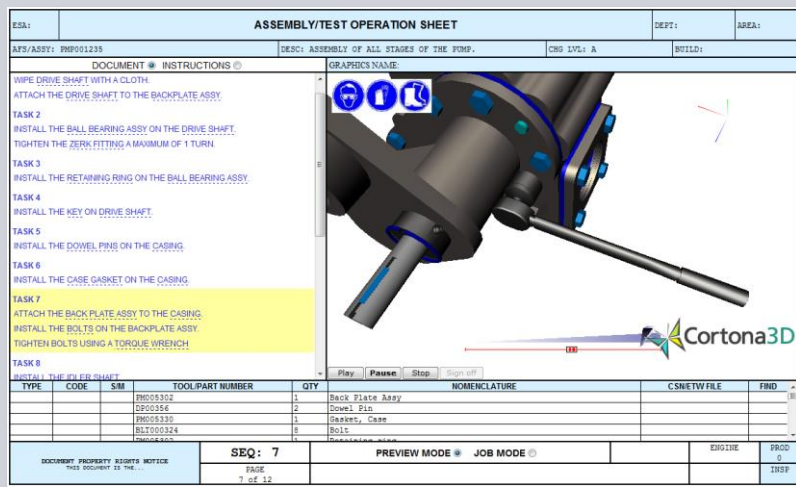 ESA:
ASSEMBLY/TEST OPERATION SHEET
DEPT:
AREA:
AFS/ASSY: PMP001235
DESC: ASSEMBLY OF ALL STAGES OF THE PUMP.
CHG LVL: A
BUILD:
DOCUMENT INSTRUCTIONS
GRAPHICS NAME:
WIPE DRIVE SHAFT WITH A CLOTH.
ATTACH THE DRIVE SHAFT TO THE BACKPLATE ASSY.
TASK 2
INSTALL THE BALL BEARING ASSY ON THE DRIVE SHAFT.
TIGHTEN THE ZERK FITTING A MAXIMUM OF 1 TURN.
TASK 3
INSTALL THE RETAINING RING ON THE BALL BEARING ASSY.
TASK 4
INSTALL THE KEY ON DRIVE SHAFT.
TASK 5
INSTALL THE DOWEL PINS ON THE CASING.
TASK 6
INSTALL THE CASE GASKET ON THE CASING.
TASK 7
ATTACH THE BACK PLATE ASSY TO THE CASING.
INSTALL THE BOLTS ON THE BACKPLATE ASSY.
TIGHTEN BOLTS USING A TORQUE WRENCH
TASK 8
INSTALL THE IDLER SHAFT
Cortona3D
Play Pause Stop Sign off
TYPE CODE S/M TOOL/PART NUMBER QTY NOMENCLATURE CSN/ETW FILE FIND
PM005302 1 Back Plate Assy
DP00356 2 Dowel Pin
PM005330 1 Gasket, Case
BLT000324 8 Bolt
PM005307 1 Retaining ring
DOCUMENT PROPERTY RIGHTS NOTICE
THIS DOCUMENT IS THE...
SEQ: 7
PAGE
7 of 12
PREVIEW MODE JOB MODE
ENGINE
PROD
0
INSP